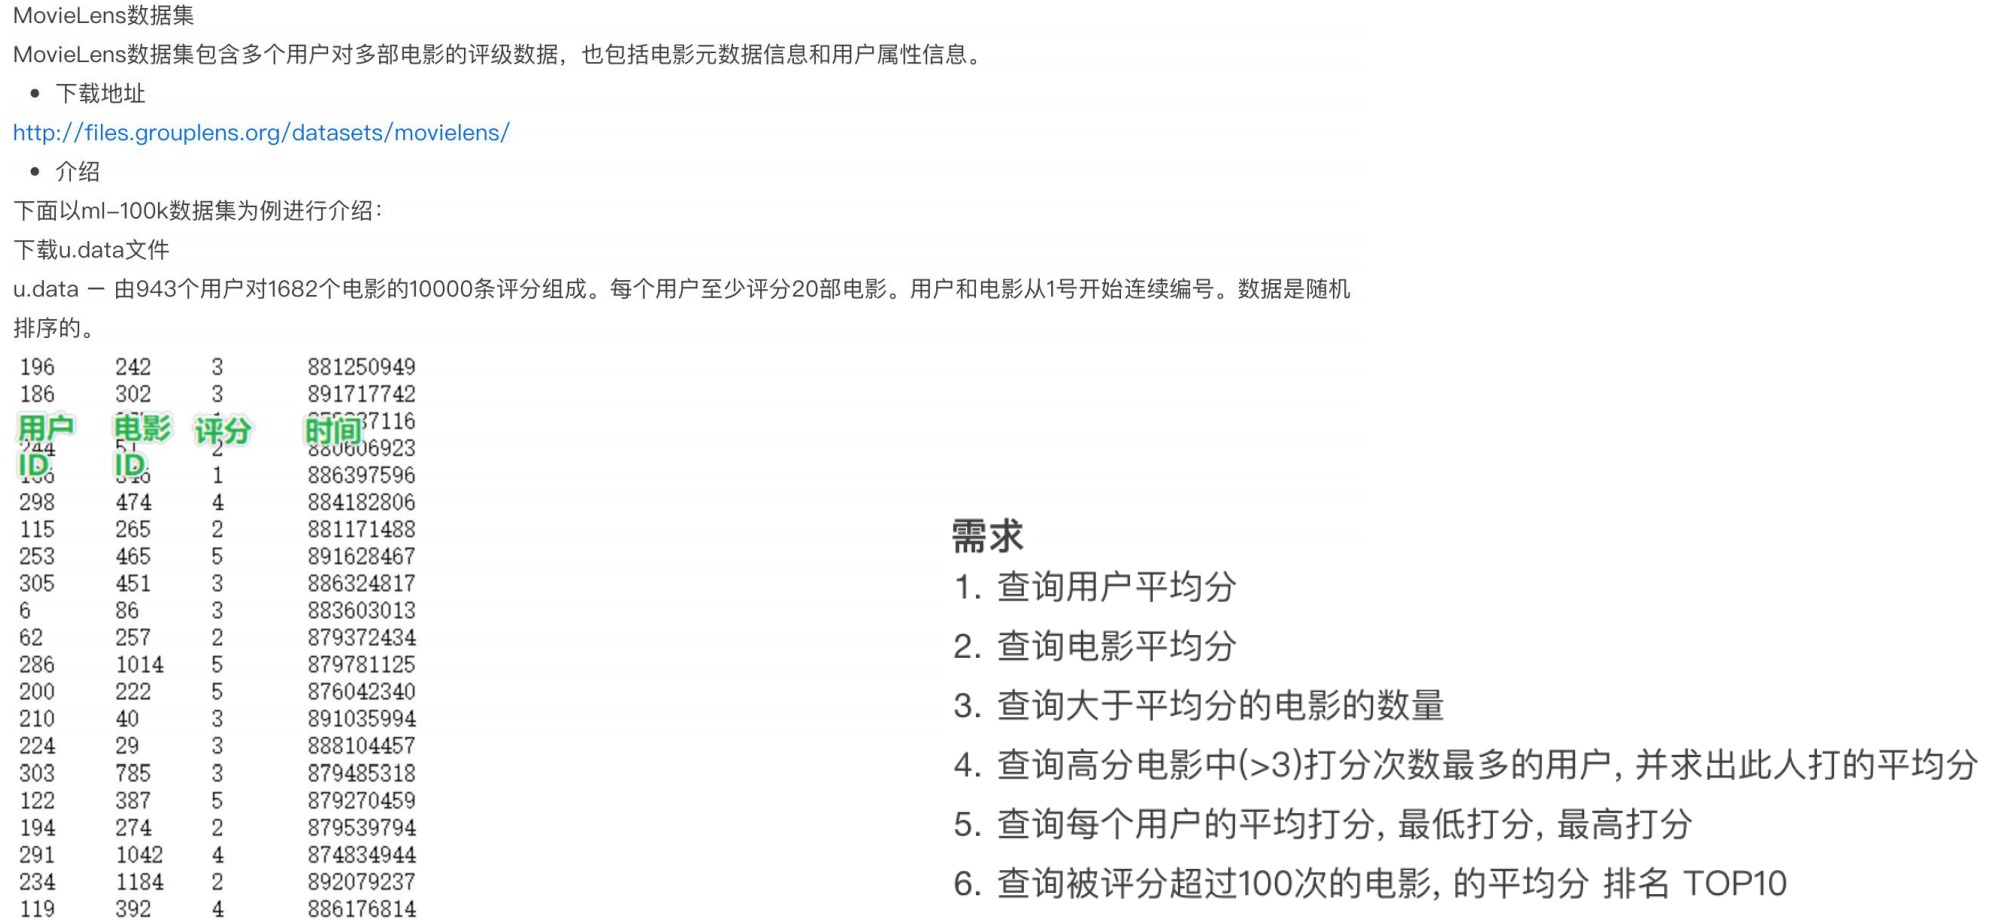 MovieLens数据集
MovieLens数据集包含多个用户对多部电影的评级数据，也包括电影元数据信息和用户属性信息。
• 下载地址
http://files.grouplens.org/datasets/movielens/
• 介绍
下面以ml-100k数据集为例进行介绍：
下载u.data文件
u.data － 由943个用户对1682个电影的10000条评分组成。每个用户至少评分20部电影。用户和电影从1号开始连续编号。数据是随机
排序的。
196 242 3 881250949
186 302 3 891717742
用户ID 电影ID 评分 时间
244 51 2 880606923
1 886397596
298 474 4 884182806
115 265 2 881171488
253 465 5 891628467
305 451 3 886324817
6 86 3 883603013
62 257 2 879372434
286 1014 5 879781125
200 222 5 876042340
210 40 3 891035994
224 29 3 888104457
303 785 3 879485318
122 387 5 879270459
194 274 2 879539794
291 1042 4 874834944
234 1184 2 892079237
119 392 4 886176814
需求
1. 查询用户平均分
2. 查询电影平均分
3. 查询大于平均分的电影的数量
4. 查询高分电影中(>3)打分次数最多的用户, 并求出此人打的平均分
5. 查询每个用户的平均打分, 最低打分, 最高打分
6. 查询被评分超过100次的电影, 的平均分 排名 TOP10